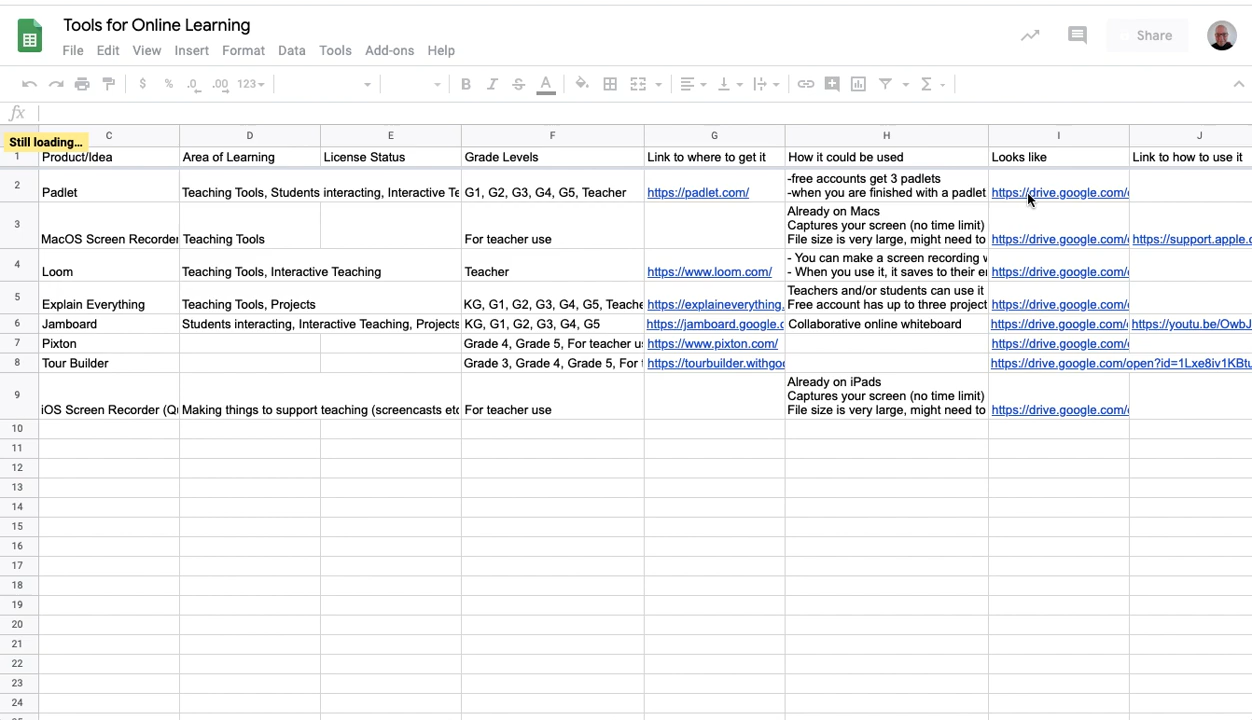 Tools for Online Learning
File Edit View Insert Format Data Tools Add-ons Help
Share
$ % .0 .00 123
B I S A
fx
Still loading...
C D E F G H I J
1 Product/Idea Area of Learning License Status Grade Levels Link to where to get it How it could be used Looks like Link to how to use it
-free accounts get 3 padlets
2 Padlet Teaching Tools, Students interacting, Interactive Te G1, G2, G3, G4, G5, Teacher https://padlet.com/ -when you are finished with a padlet https://drive.google.com/
Already on Macs
3 Captures your screen (no time limit)
MacOS Screen Recorder Teaching Tools For teacher use File size is very large, might need to https://drive.google.com/ https://support.apple.c
4 - You can make a screen recording
Loom Teaching Tools, Interactive Teaching Teacher https://www.loom.com/ - When you use it, it saves to their https://drive.google.com/
5 Teachers and/or students can use it
Explain Everything Teaching Tools, Projects KG, G1, G2, G3, G4, G5, Teache https://explaineverything. Free account has up to three project https://drive.google.com/
6 Jamboard Students interacting, Interactive Teaching, Projects KG, G1, G2, G3, G4, G5 https://jamboard.google.c Collaborative online whiteboard https://drive.google.com/ https://youtu.be/OwbJ
7 Pixton Grade 4, Grade 5, For teacher u https://www.pixton.com/ https://drive.google.com/
8 Tour Builder Grade 3, Grade 4, Grade 5, For https://tourbuilder.withgoo https://drive.google.com/open?id=1Lxe8iv1KBtu
Already on iPads
9 Captures your screen (no time limit)
iOS Screen Recorder (Qu Making things to support teaching (screencasts etc For teacher use File size is very large, might need to https://drive.google.com/
10
11
12
13
14
15
16
17
18
19
20
21
22
23
24